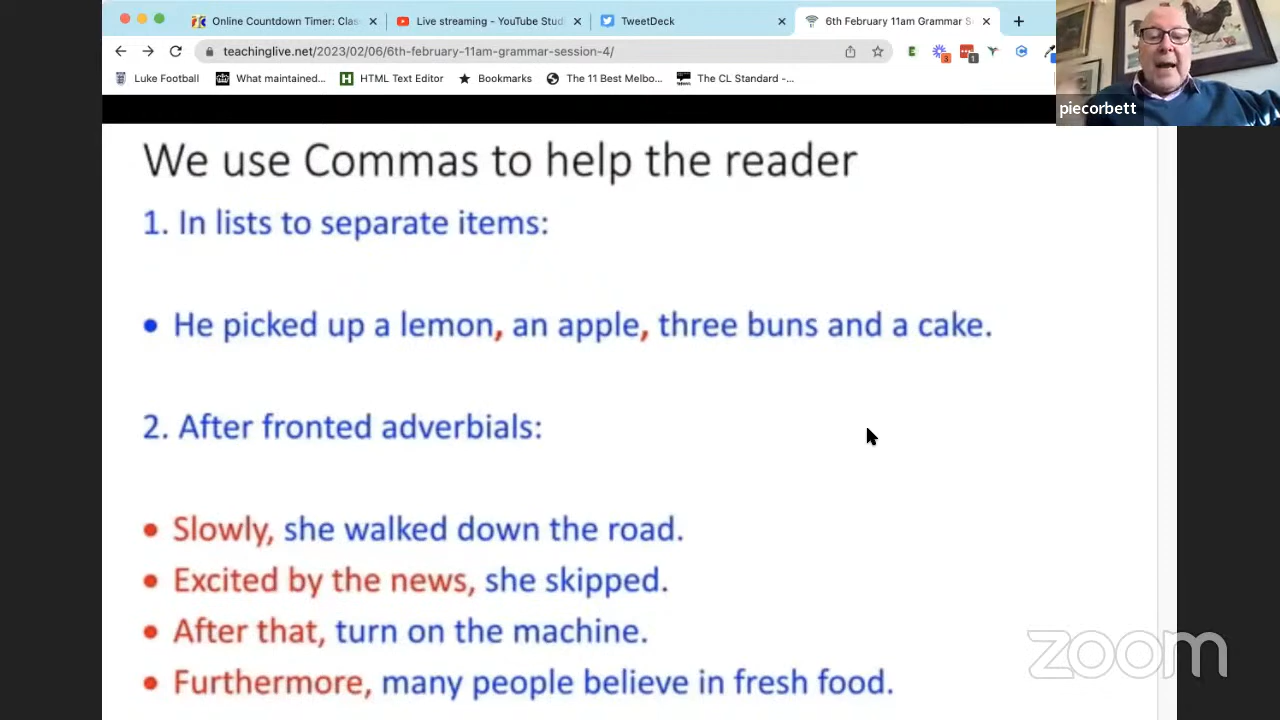 Online Countdown Timer: Clas
Live streaming - YouTube Stud
TweetDeck
6th February 11am Grammar S
teachinglive.net/2023/02/06/6th-february-11am-grammar-session-4/
3
1
Luke Football
What maintained...
HTML Text Editor
Bookmarks
The 11 Best Melbo...
The CL Standard -...
piecorbett
We use Commas to help the reader
1. In lists to separate items:
• He picked up a lemon, an apple, three buns and a cake.
2. After fronted adverbials:
• Slowly, she walked down the road.
• Excited by the news, she skipped.
• After that, turn on the machine.
• Furthermore, many people believe in fresh food.
zoom